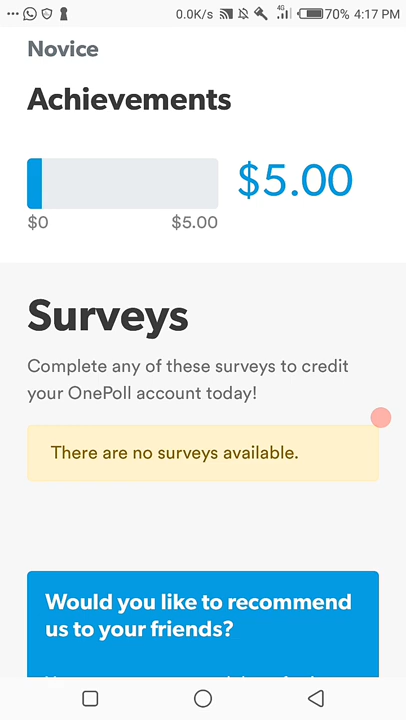 0.0K/s 4G 70% 4:17 PM
Novice
Achievements
$5.00
$0 $5.00
Surveys
Complete any of these surveys to credit
your OnePoll account today!
There are no surveys available.
Would you like to recommend
us to your friends?